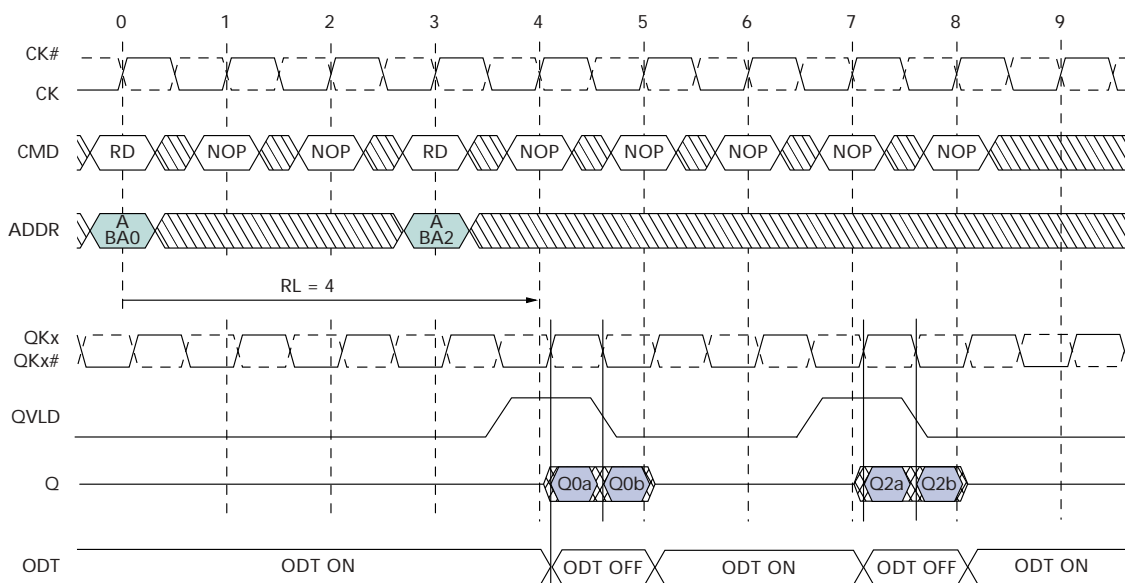 0 1 2 3 4 5 6 7 8 9
CK#
CK
CMD RD NOP NOP RD NOP NOP NOP NOP NOP
ADDR A BA0 A BA2
RL = 4
QKx
QKx#
QVLD
Q Q0a Q0b Q2a Q2b
ODT ODT ON ODT OFF ODT ON ODT OFF ODT ON